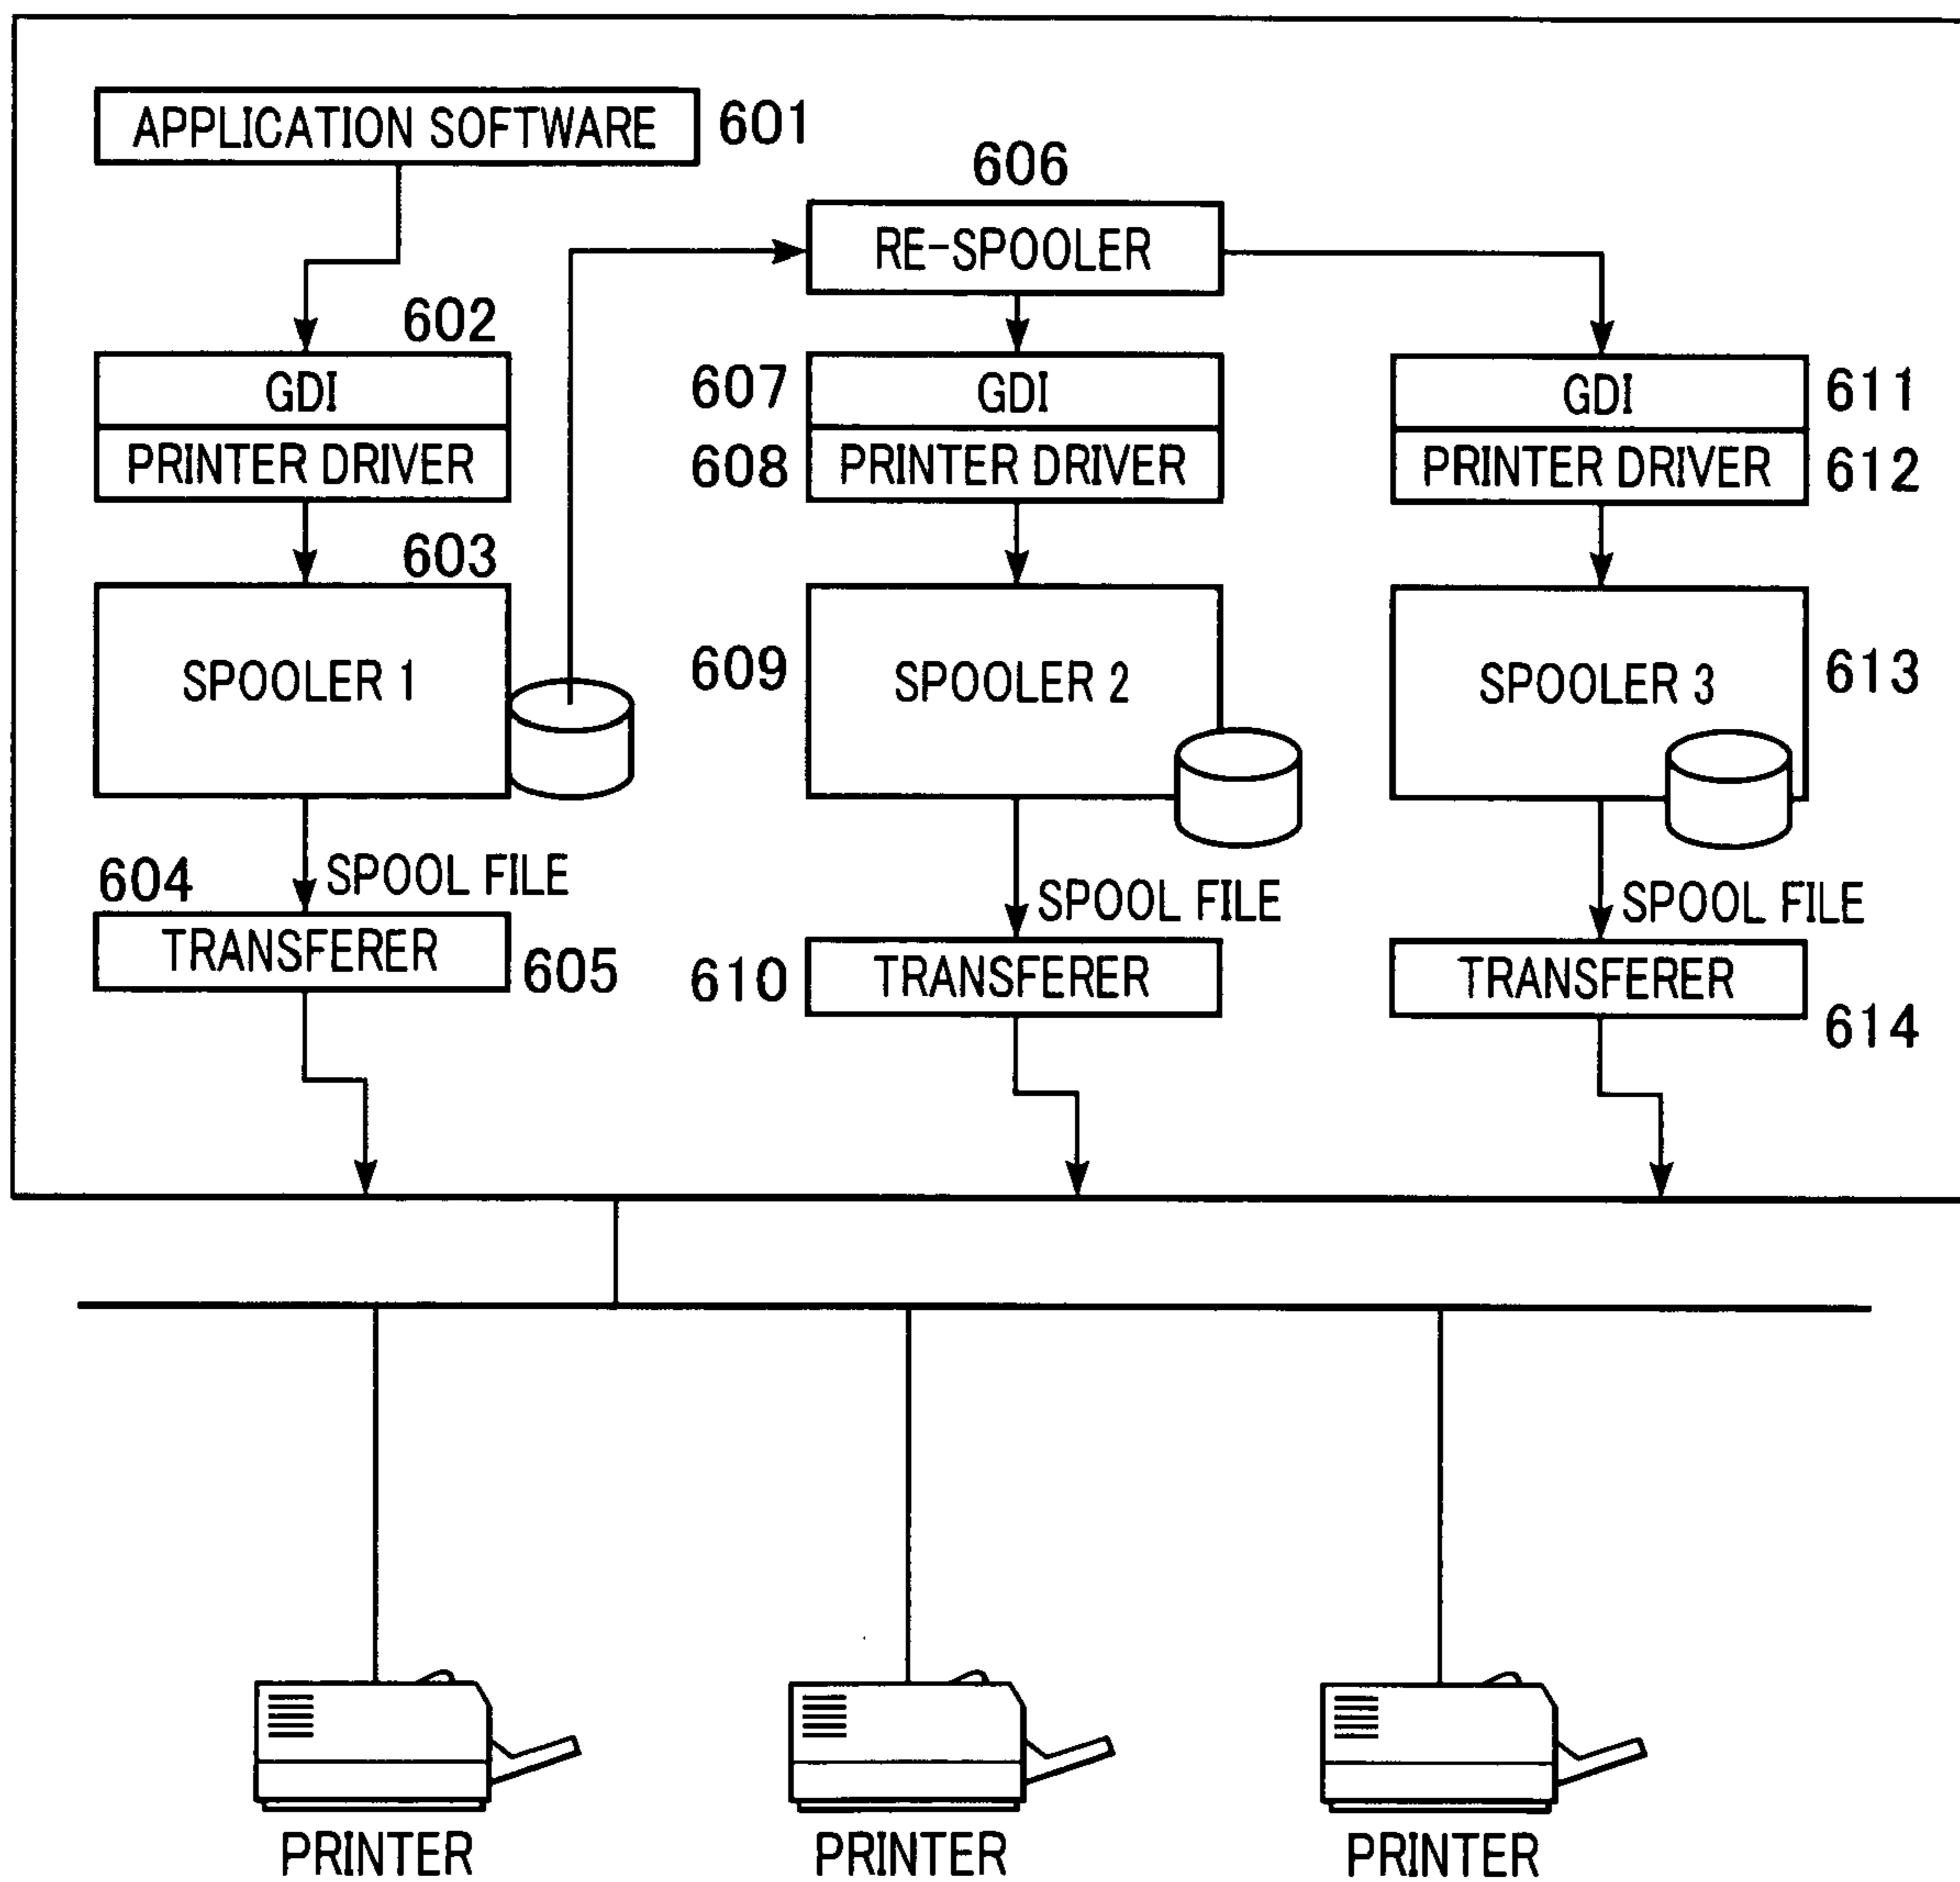 APPLICATION SOFTWARE
601
606
RE-SPOOLER
602
GDI
PRINTER DRIVER
607
GDI
608
PRINTER DRIVER
GDI
611
PRINTER DRIVER
612
603
SPOOLER 1
609
SPOOLER 2
SPOOLER 3
613
604
SPOOL FILE
TRANSFERER
605
SPOOL FILE
610
TRANSFERER
SPOOL FILE
TRANSFERER
614
PRINTER
PRINTER
PRINTER